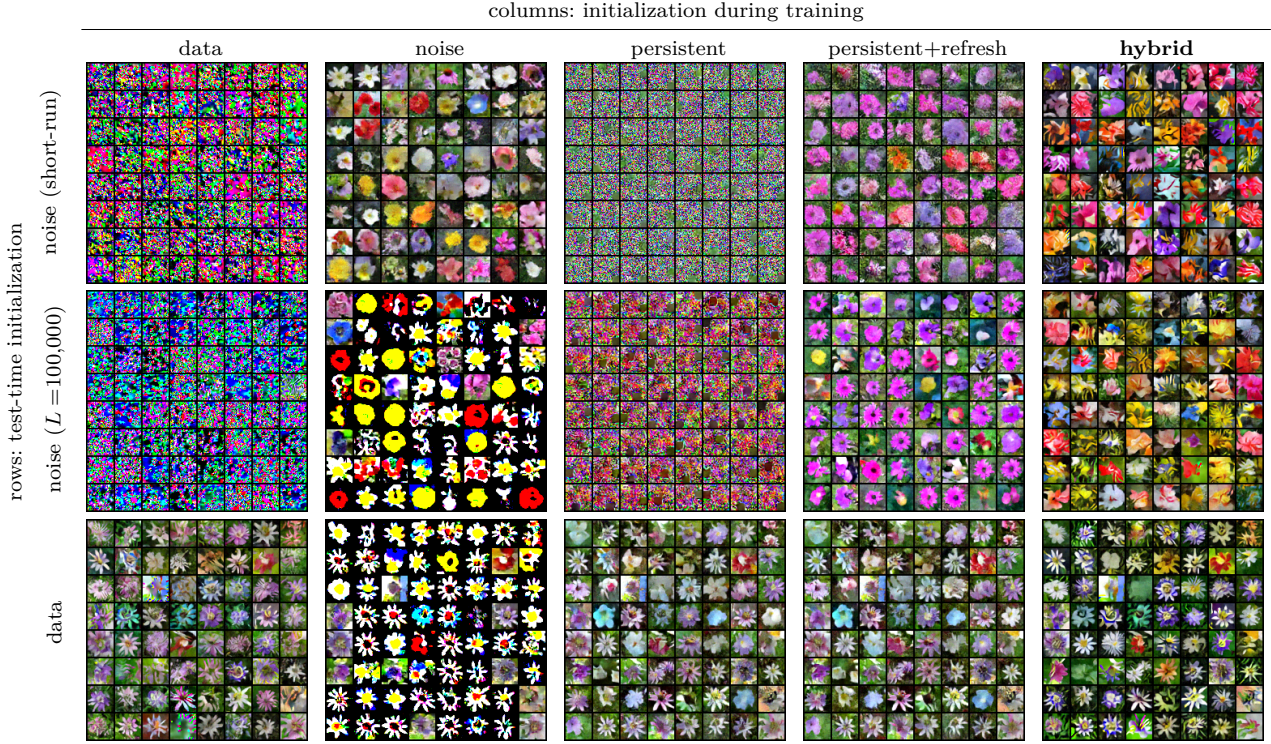 columns: initialization during training
data noise persistent persistent+refresh hybrid
rows: test-time initialization
noise (short-run)
noise (L =100,000)
data